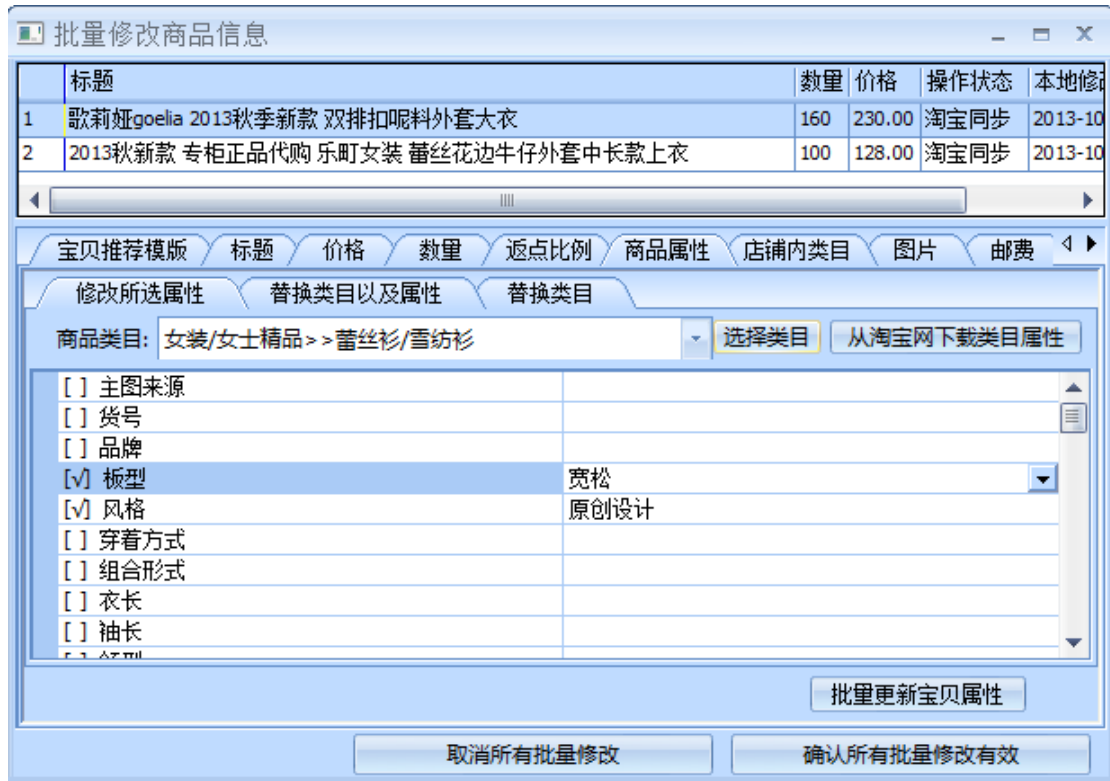 批量修改商品信息
标题 数量 价格 操作状态 本地修
1 歌莉娅goelia 2013秋季新款 双排扣呢料外套大衣 160 230.00 淘宝同步 2013-10
2 2013秋新款 专柜正品代购 乐町女装 蕾丝花边牛仔外套中长款上衣 100 128.00 淘宝同步 2013-10
宝贝推荐模版 标题 价格 数量 返点比例 商品属性 店铺内类目 图片 邮费
修改所选属性 替换类目以及属性 替换类目
商品类目: 女装/女士精品>>蕾丝衫/雪纺衫 选择类目 从淘宝网下载类目属性
[ ] 主图来源
[ ] 货号
[ ] 品牌
[√] 板型 宽松
[√] 风格 原创设计
[ ] 穿着方式
[ ] 组合形式
[ ] 衣长
[ ] 袖长
批量更新宝贝属性
取消所有批量修改 确认所有批量修改有效